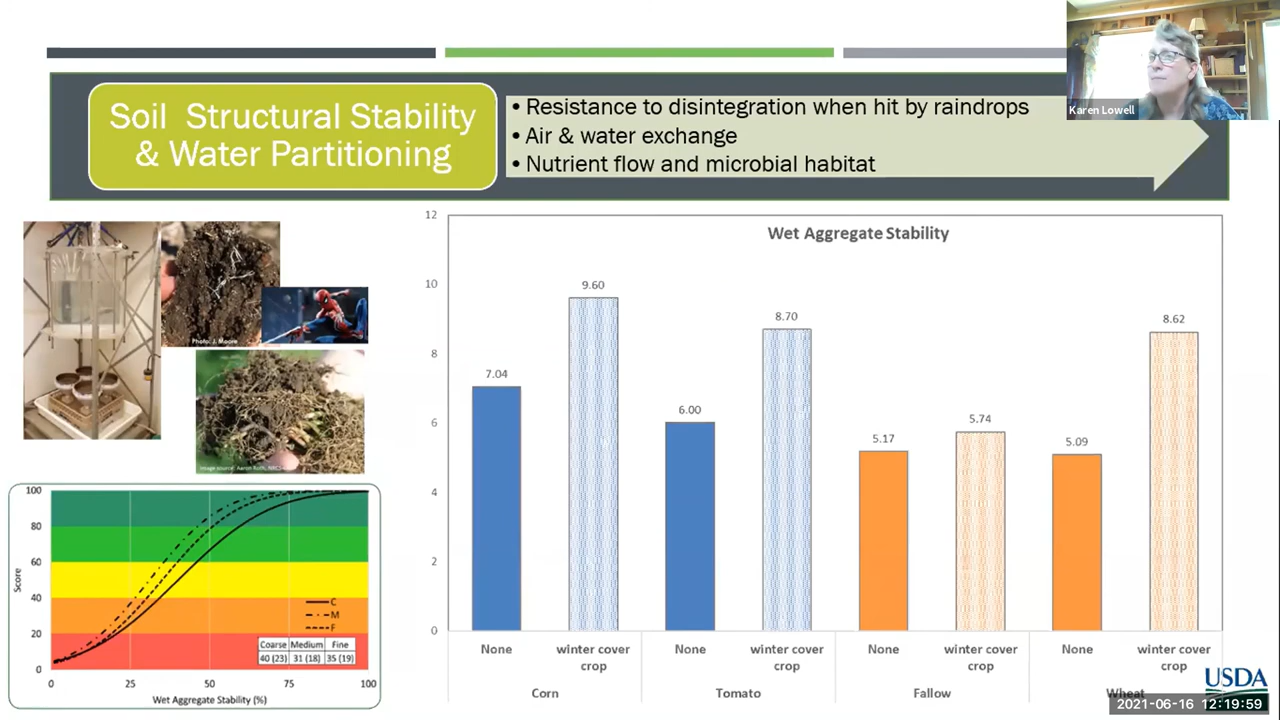 Soil Structural Stability
& Water Partitioning
• Resistance to disintegration when hit by raindrops
• Air & water exchange
• Nutrient flow and microbial habitat
Karen Lowell
Photo: J. Moore
Image source: Aaron Roth, NRCS
Wet Aggregate Stability
12
10
8
6
4
2
0
7.04
9.60
6.00
8.70
5.17
5.74
5.09
8.62
None
winter cover
crop
None
winter cover
crop
None
winter cover
crop
None
winter cover
crop
Corn
Tomato
Fallow
Wheat
100
80
60
40
20
0
Score
C
M
F
Coarse Medium Fine
40 (23) 31 (18) 35 (19)
0 25 50 75 100
Wet Aggregate Stability (%)
USDA
2021-06-16 12:19:59